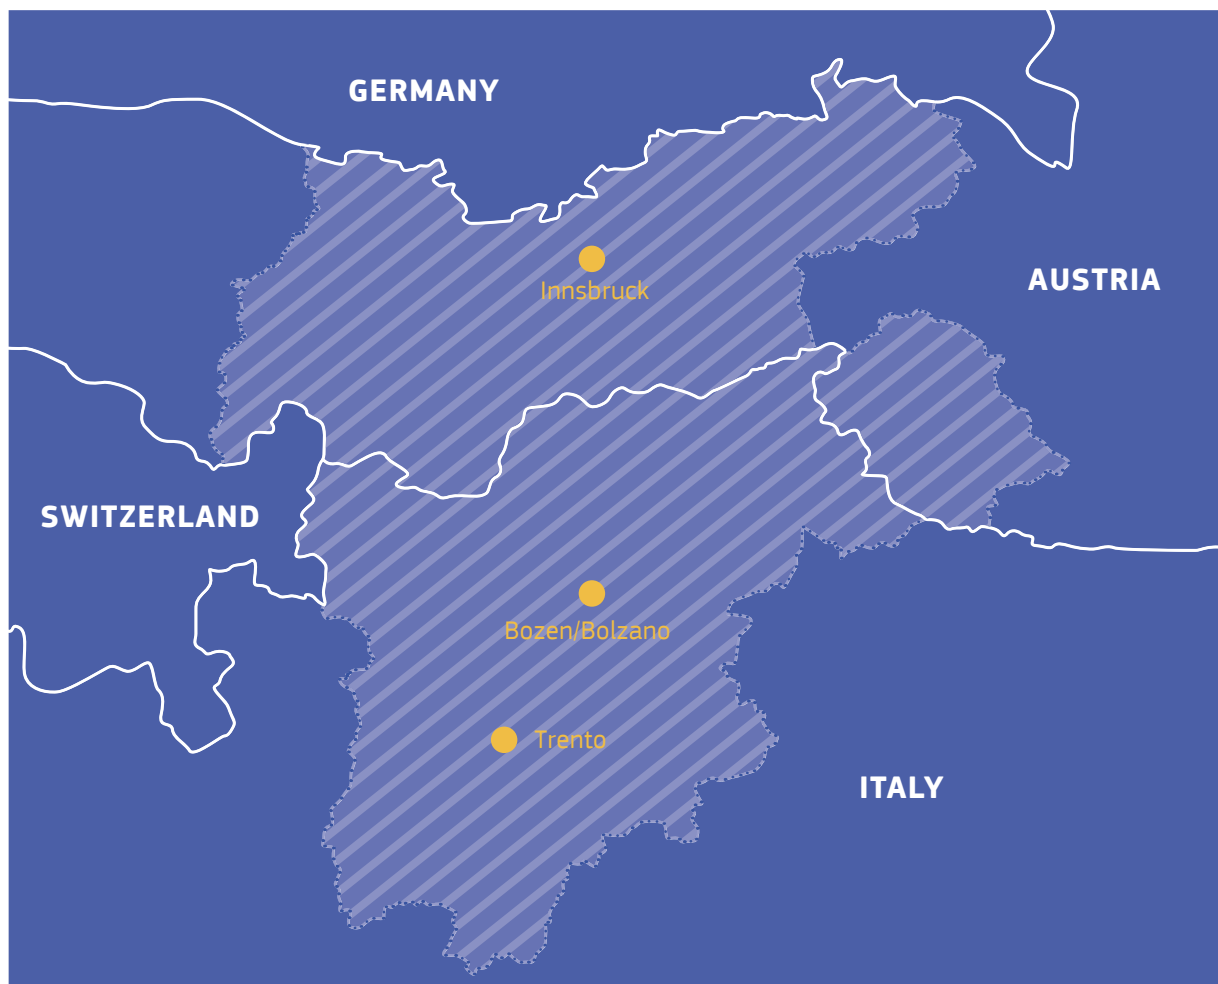 GERMANY
AUSTRIA
Innsbruck
SWITZERLAND
Bozen/Bolzano
Trento
ITALY